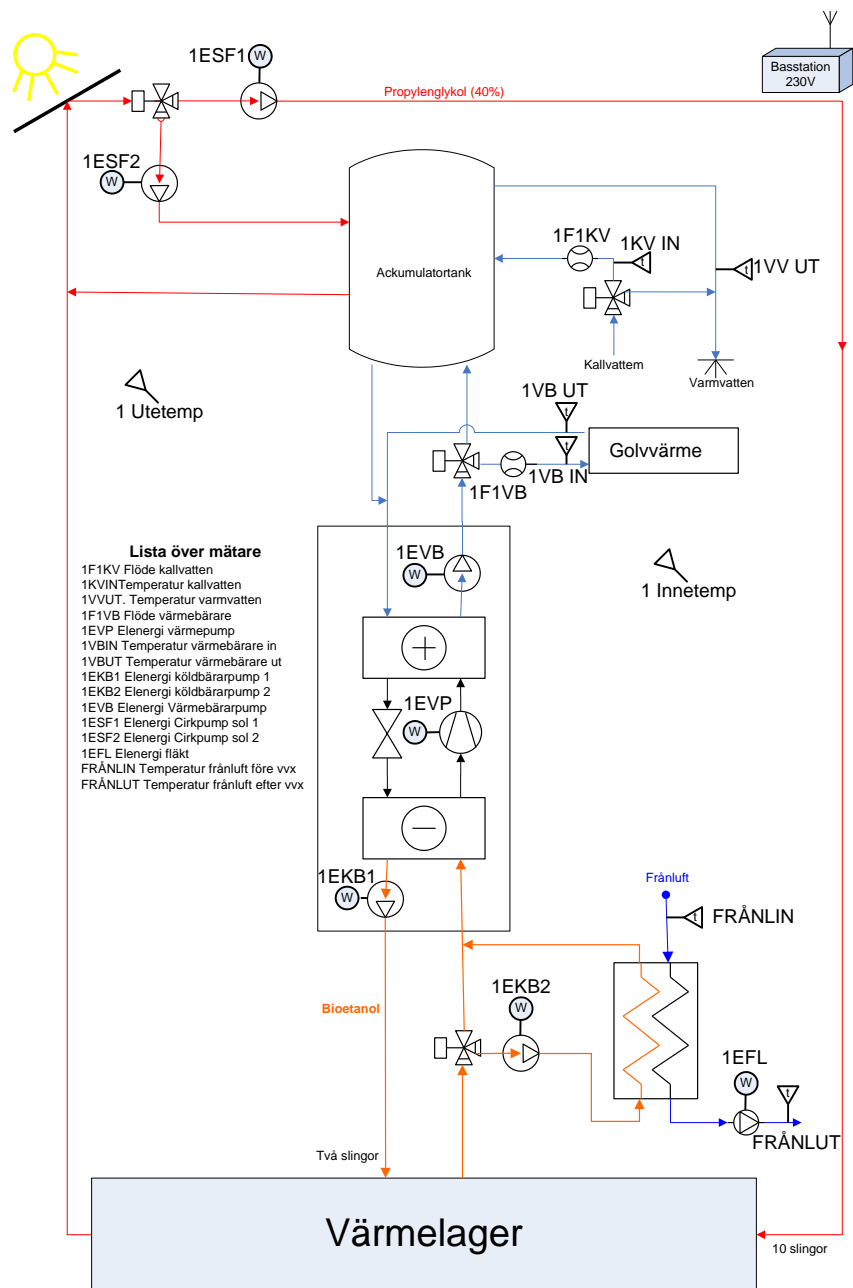 1ESF1
W
Basstation
230V
Propylenglykol (40%)
1ESF2
W
Ackumulatortank
1F1KV
1KV IN
t
1VV UT
t
Kallvattem
Varmvatten
1 Utetemp
1VB UT
t
t
Golvvärme
1VB IN
1F1VB
1EVB
W
1 Innetemp
Lista över mätare
1F1KV Flöde kallvatten
1KVINTemperatur kallvatten
1VVUT. Temperatur varmvatten
1F1VB Flöde värmebärare
1EVP Elenergi värmepump
1VBIN Temperatur värmebärare in
1VBUT Temperatur värmebärare ut
1EKB1 Elenergi köldbärarpump 1
1EKB2 Elenergi köldbärarpump 2
1EVB Elenergi Värmebärarpump
1ESF1 Elenergi Cirkpump sol 1
1ESF2 Elenergi Cirkpump sol 2
1EFL Elenergi fläkt
FRÅNLIN Temperatur frånluft före vvx
FRÅNLUT Temperatur frånluft efter vvx
1EVP
W
1EKB1
W
Frånluft
t
FRÅNLIN
Bioetanol
1EKB2
W
1EFL
W
t
FRÅNLUT
Två slingor
Värmelager
10 slingor